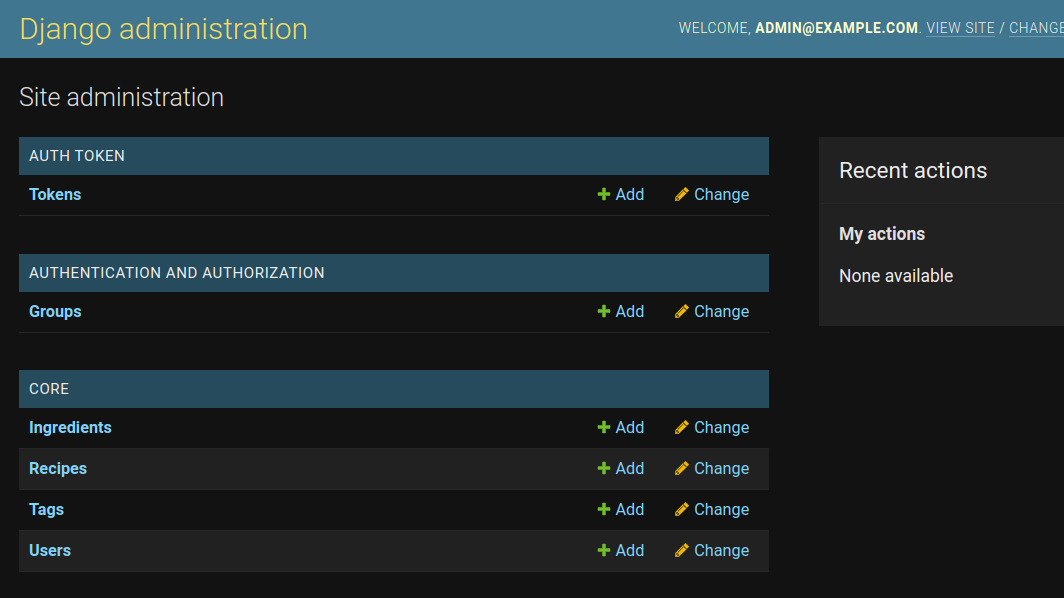 Django administration
WELCOME, ADMIN@EXAMPLE.COM. VIEW SITE / CHANGE
Site administration
AUTH TOKEN
Tokens Add Change
AUTHENTICATION AND AUTHORIZATION
Groups Add Change
CORE
Ingredients Add Change
Recipes Add Change
Tags Add Change
Users Add Change
Recent actions
My actions
None available